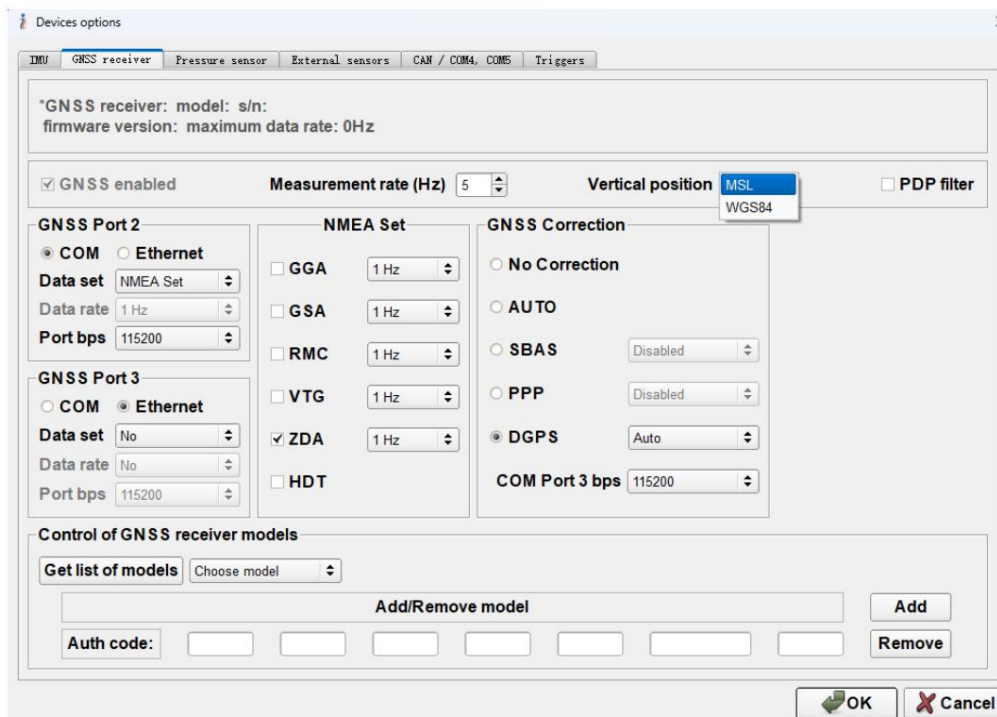 Devices options
IMU GNSS receiver Pressure sensor External sensors CAN / COM4, COM5 Triggers
*GNSS receiver: model: s/n:
firmware version: maximum data rate: 0Hz
GNSS enabled Measurement rate (Hz) 5 Vertical position MSL PDP filter
WGS84
GNSS Port 2
COM Ethernet
Data set NMEA Set
Data rate 1 Hz
Port bps 115200
GNSS Port 3
COM Ethernet
Data set No
Data rate No
Port bps 115200
NMEA Set
GGA 1 Hz
GSA 1 Hz
RMC 1 Hz
VTG 1 Hz
ZDA 1 Hz
HDT
GNSS Correction
No Correction
AUTO
SBAS Disabled
PPP Disabled
DGPS Auto
COM Port 3 bps 115200
Control of GNSS receiver models
Get list of models Choose model
Add/Remove model Add
Auth code: Remove
OK Cancel